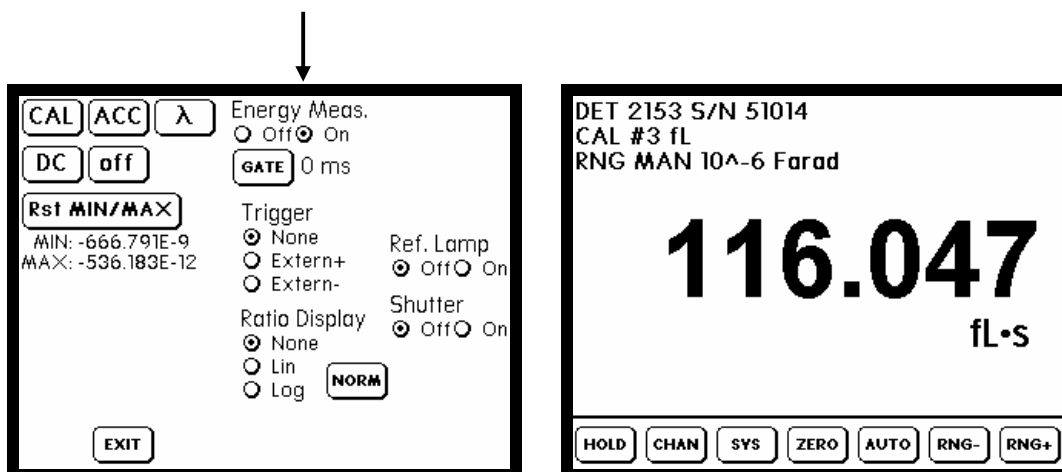 CAL ACC λ
DC off
Rst MIN/MAX
MIN: -666.791E-9
MAX: -536.183E-12
EXIT
Energy Meas.
Off On
GATE 0 ms
Trigger
None
Extern+
Extern-
Ratio Display
None
Lin
Log
NORM
Ref. Lamp
Off On
Shutter
Off On
DET 2153 S/N 51014
CAL #3 fL
RNG MAN 10^-6 Farad
116.047
fL•s
HOLD CHAN SYS ZERO AUTO RNG- RNG+